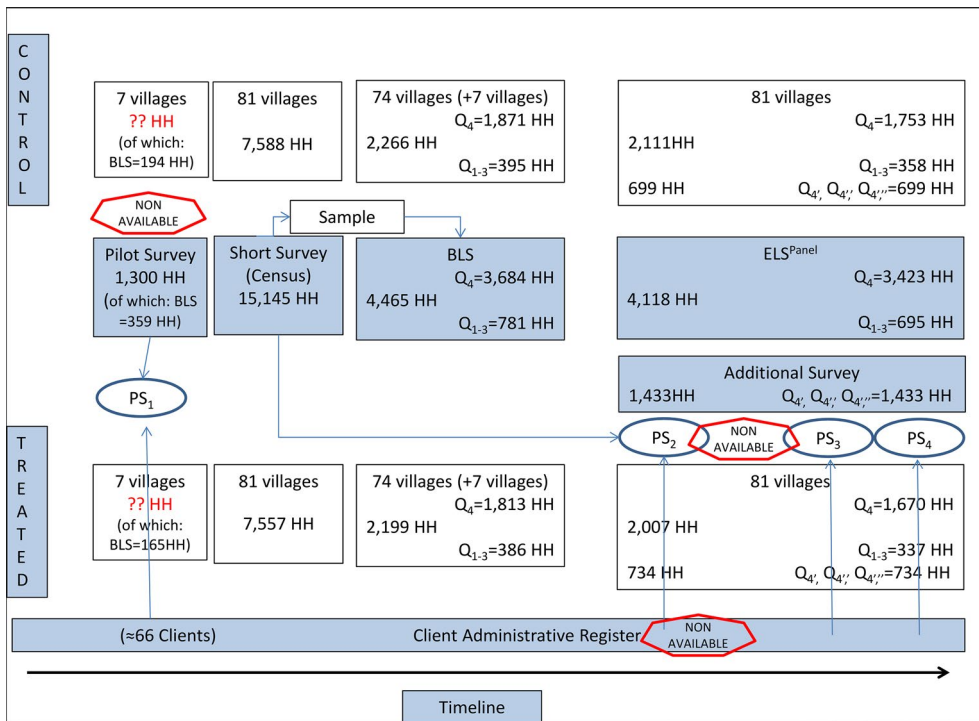 CONTROL
7 villages
?? HH
(of which:
BLS=194 HH)
81 villages
7,588 HH
74 villages (+7 villages)
Q4=1,871 HH
2,266 HH
Q1-3=395 HH
81 villages
Q4=1,753 HH
2,111HH
Q1-3=358 HH
699 HH Q4', Q4'', Q4'''=699 HH
NON
AVAILABLE
Sample
Pilot Survey
1,300 HH
(of which: BLS
=359 HH)
Short Survey
(Census)
15,145 HH
BLS
Q4=3,684 HH
4,465 HH
Q1-3=781 HH
ELSPanel
Q4=3,423 HH
4,118 HH
Q1-3=695 HH
Additional Survey
1,433HH Q4', Q4'', Q4'''=1,433 HH
PS1
PS2
NON
AVAILABLE
PS3
PS4
TREATED
7 villages
?? HH
(of which:
BLS=165HH)
81 villages
7,557 HH
74 villages (+7 villages)
Q4=1,813 HH
2,199 HH
Q1-3=386 HH
81 villages
Q4=1,670 HH
2,007 HH
Q1-3=337 HH
734 HH Q4', Q4'', Q4'''=734 HH
(≈66 Clients)
Client Administrative Register
NON
AVAILABLE
Timeline